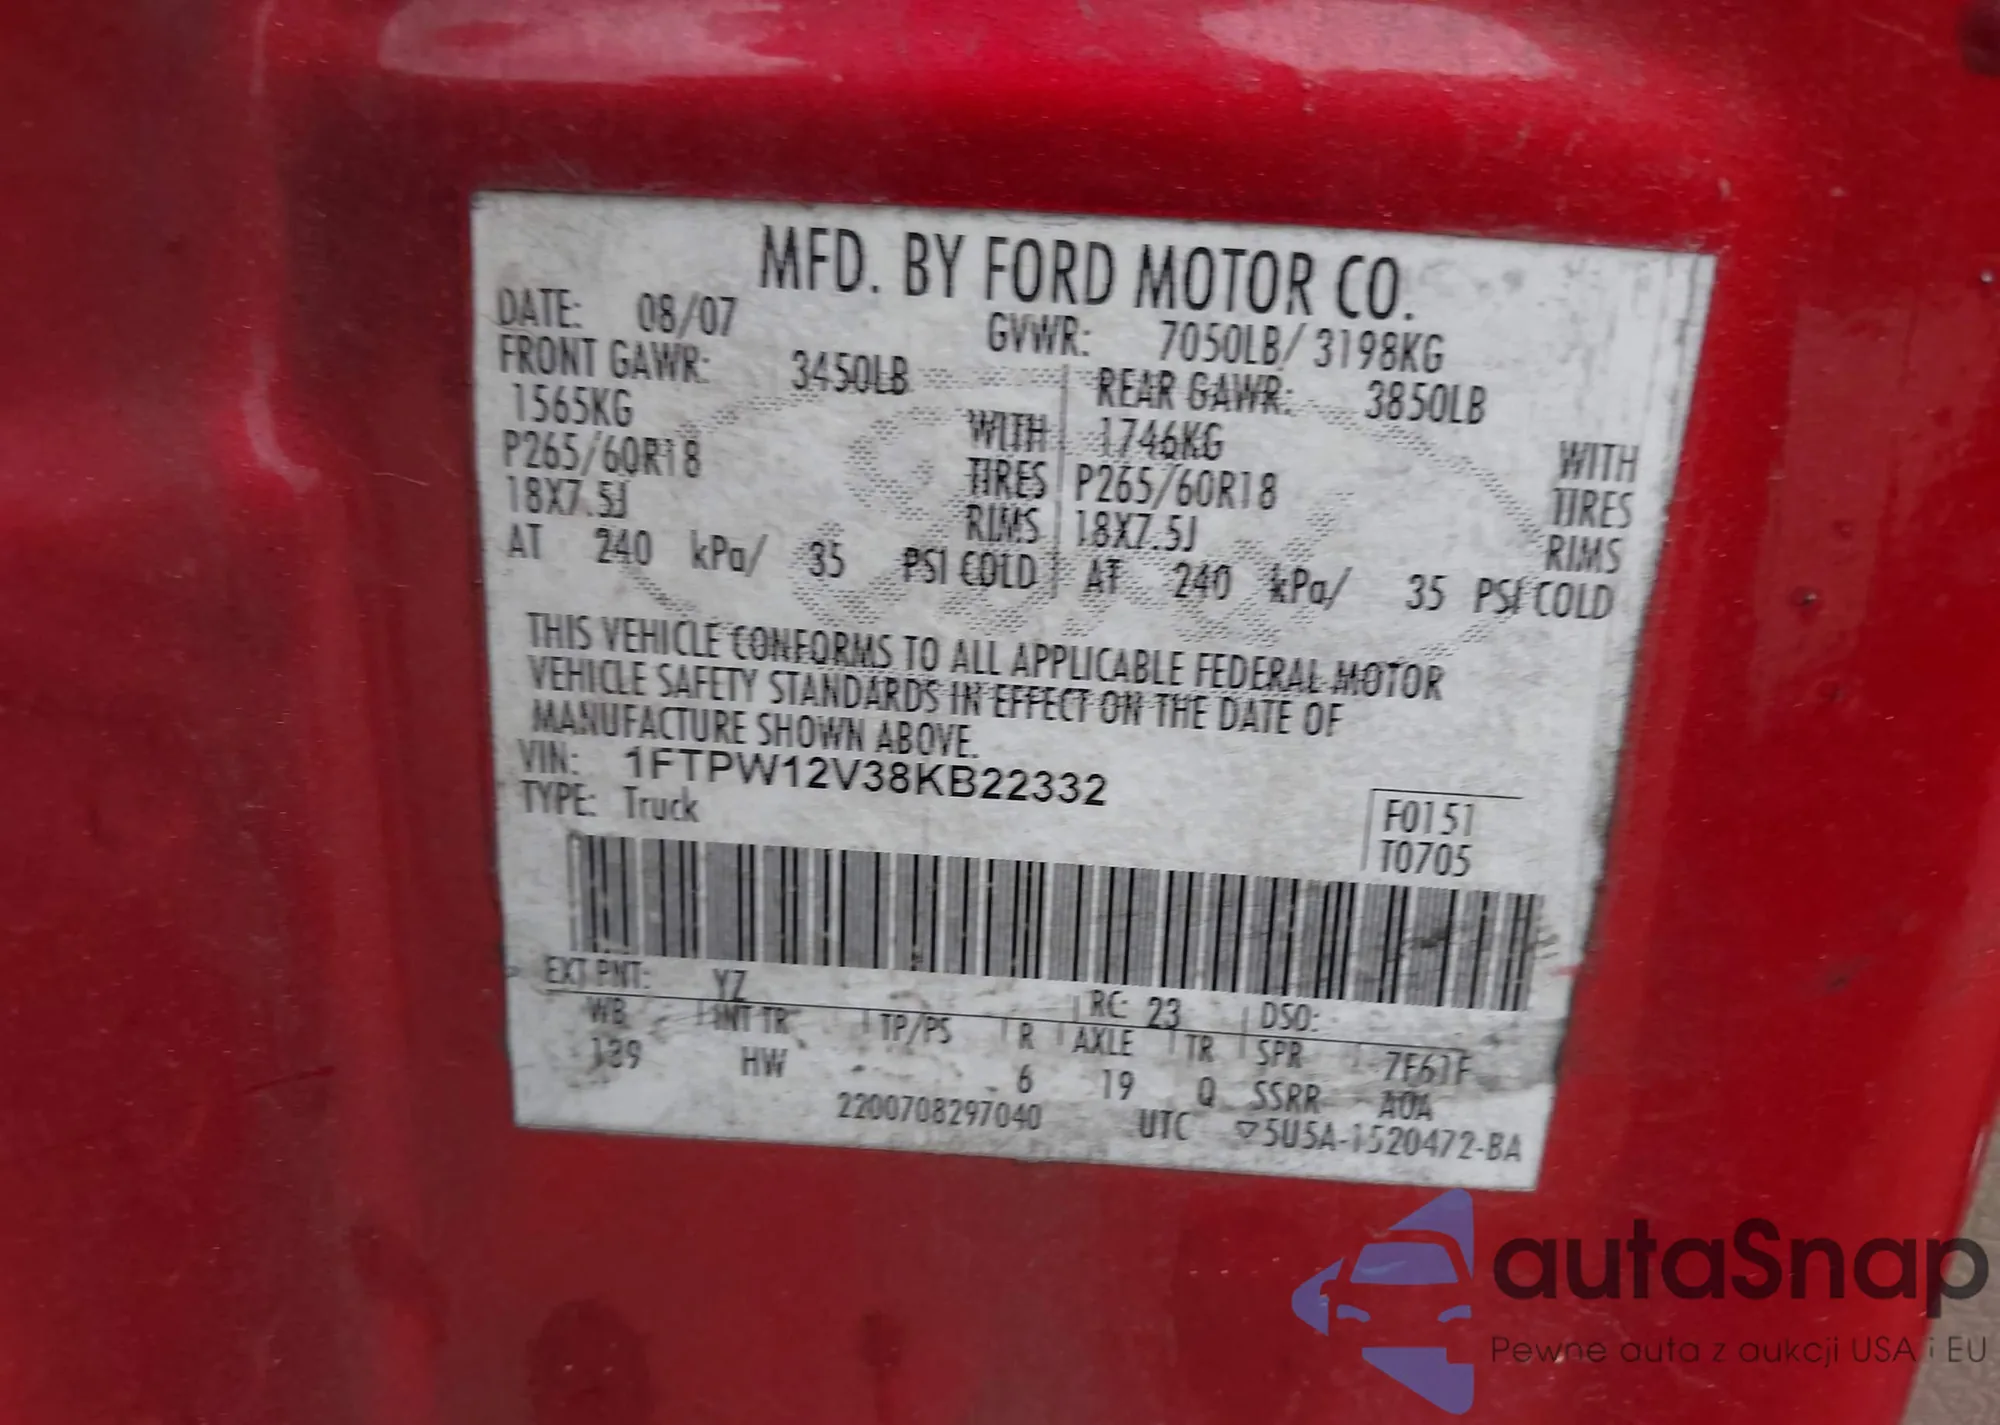 MFD. BY FORD MOTOR CO.
DATE: 08/07 GVWR: 7050LB/ 3198KG
FRONT GAWR: 3450LB REAR GAWR: 3850LB
1565KG WITH 1746KG WITH
P265/60R18 TIRES P265/60R18 TIRES
18X7.5J RIMS 18X7.5J RIMS
AT 240 kPa/ 35 PSI COLD AT 240 kPa/ 35 PSI COLD
THIS VEHICLE CONFORMS TO ALL APPLICABLE FEDERAL MOTOR
VEHICLE SAFETY STANDARDS IN EFFECT ON THE DATE OF
MANUFACTURE SHOWN ABOVE.
VIN: 1FTPW12V38KB22332
TYPE: Truck
F0151
T0705
EXT PNT: YZ RC: 23 DSO:
WB INT TR TP/PS R AXLE TR SPR 7F61F
139 HW 6 19 Q SSRR A0A
2200708297040 UTC ▽5U5A-1520472-BA
autaSnap
Pewne auta z aukcji USA i EU